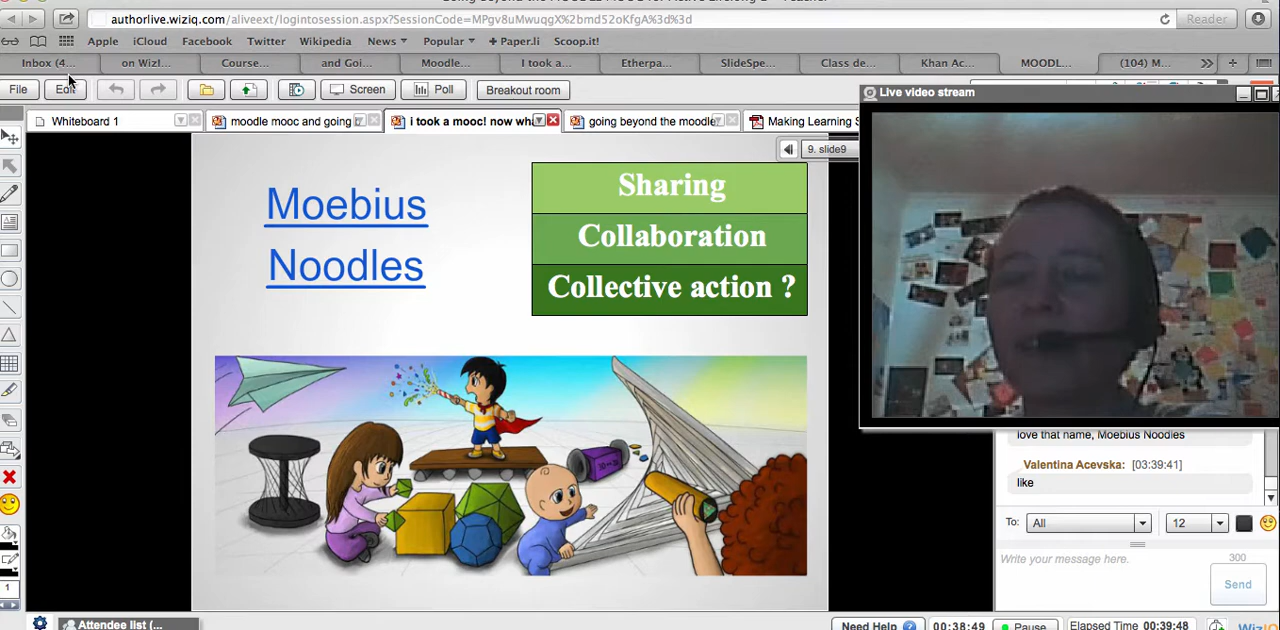 authorlive.wiziq.com/aliveext/logintosession.aspx?SessionCode=MPgv8uMwuqgX%2bmd52oKfgA%3d%3d
Reader
Apple iCloud Facebook Twitter Wikipedia News Popular + Paper.li Scoop.it!
Inbox (4... on WizI... Course... and Goi... Moodle... I took a... Etherpa... SlideSpe... Class de... Khan Ac... MOODL... (104) M...
File Edit Screen Poll Breakout room
Live video stream
Whiteboard 1 moodle mooc and going i took a mooc! now wha going beyond the moodle Making Learning S
9. slide9
Moebius
Noodles
Sharing
Collaboration
Collective action ?
love that name, Moebius Noodles
Valentina Acevska: [03:39:41]
like
To: All 12
Write your message here. 300
Send
Attendee list (...
Need Help 00:38:49 Pause Elapsed Time 00:39:48 WizIQ